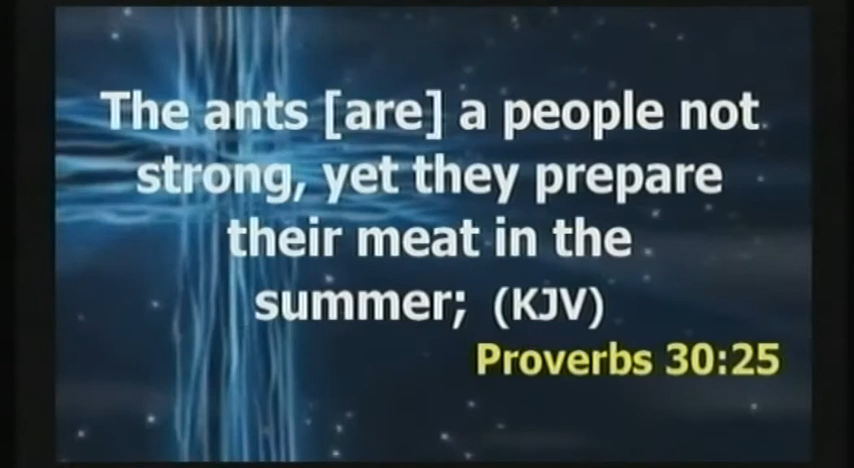 The ants [are] a people not
strong, yet they prepare
their meat in the
summer; (KJV)
Proverbs 30:25